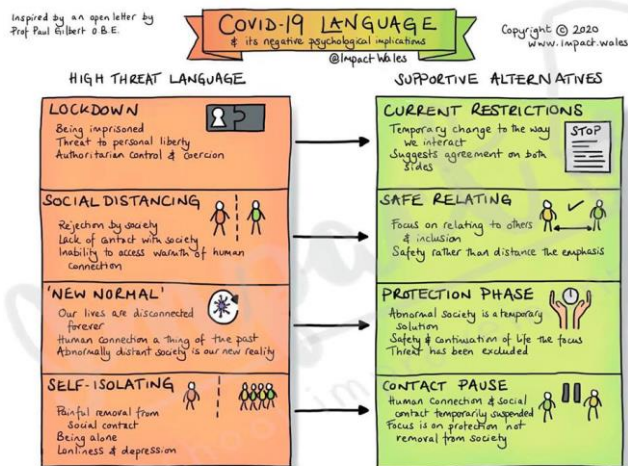 Inspired by an open letter by
Prof Paul Gilbert O.B.E.
COVID-19 LANGUAGE
& its negative psychological implications
@Impact Wales
Copyright © 2020
www.impact.wales
HIGH THREAT LANGUAGE
SUPPORTIVE ALTERNATIVES
LOCKDOWN
Being imprisoned
Threat to personal liberty
Authoritarian control & coercion
CURRENT RESTRICTIONS
Temporary change to the way
we interact
Suggests agreement on both
sides
STOP
SOCIAL DISTANCING
Rejection by society
Lack of contact with society
Inability to access warmth of human
connection
SAFE RELATING
Focus on relating to others
& inclusion
Safety rather than distance the emphasis
'NEW NORMAL'
Our lives are disconnected
forever
Human connection a thing of the past
Abnormally distant society is our new reality
PROTECTION PHASE
Abnormal society is a temporary
solution
Safety & continuation of life the focus
Threat has been excluded
SELF-ISOLATING
Painful removal from
social contact
Being alone
Lonliness & depression
CONTACT PAUSE
Human Connection & social
contact temporarily suspended
Focus is on protection not
removal from society